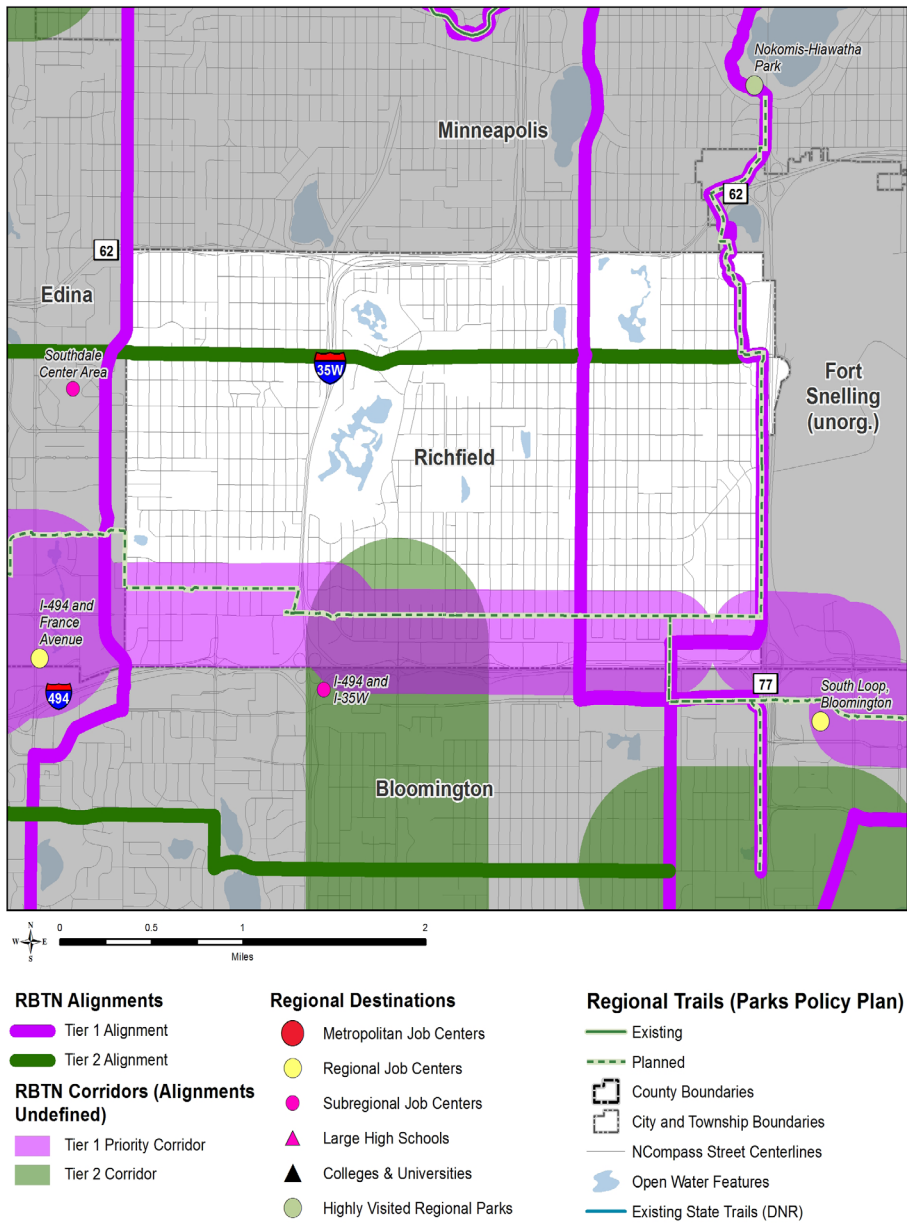 Nokomis-Hiawatha
Park
Minneapolis
62
62
Edina
Southdale
Center Area
35W
Fort
Snelling
(unorg.)
Richfield
I-494 and
France
Avenue
494
I-494 and
I-35W
77
South Loop,
Bloomington
Bloomington
N
W E
S
0 0.5 1 2
Miles
RBTN Alignments
Tier 1 Alignment
Tier 2 Alignment
RBTN Corridors (Alignments
Undefined)
Tier 1 Priority Corridor
Tier 2 Corridor
Regional Destinations
Metropolitan Job Centers
Regional Job Centers
Subregional Job Centers
Large High Schools
Colleges & Universities
Highly Visited Regional Parks
Regional Trails (Parks Policy Plan)
Existing
Planned
County Boundaries
City and Township Boundaries
NCompass Street Centerlines
Open Water Features
Existing State Trails (DNR)